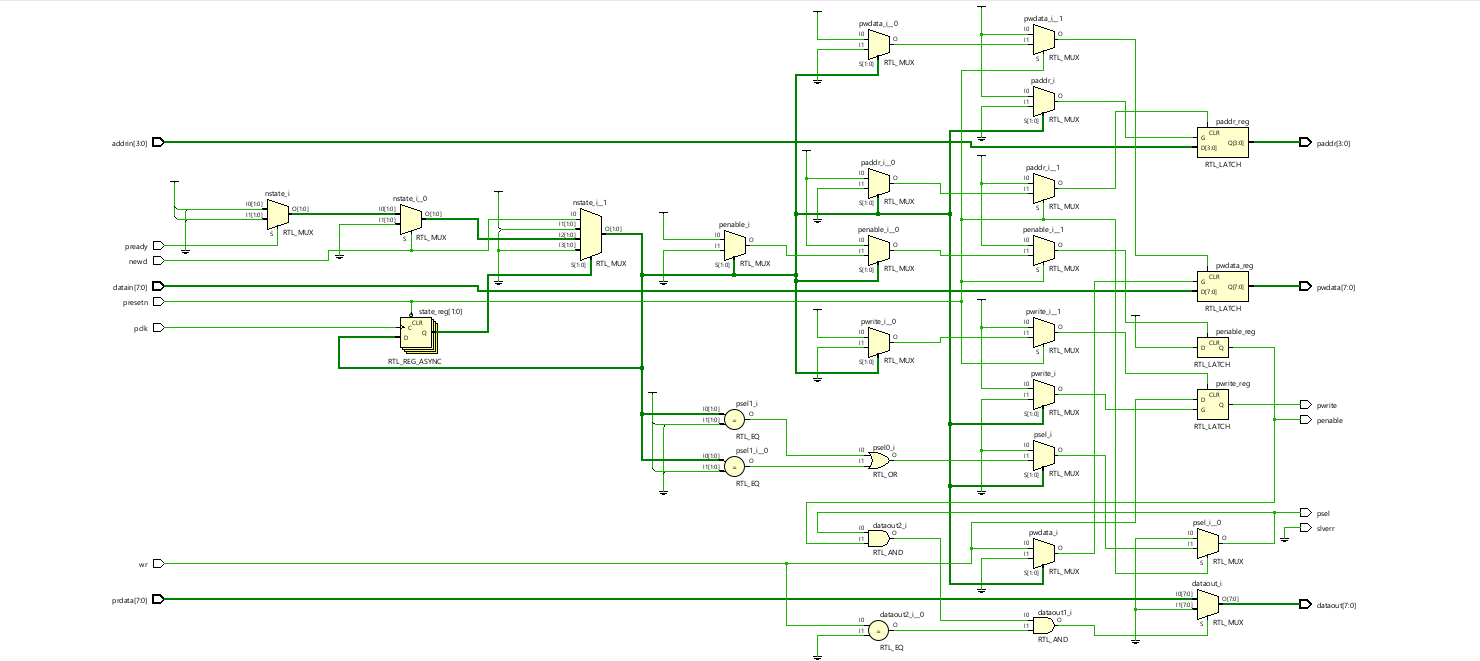 pwdata_i__0
I0
I1
O
S[1:0]
RTL_MUX
pwdata_i__1
I0
I1
O
S
RTL_MUX
paddr_i
I0
I1
O
S[1:0]
RTL_MUX
addrin[3:0]
paddr_reg
CLR
G
D[3:0]
Q[3:0]
RTL_LATCH
paddr[3:0]
paddr_i__0
I0
I1
O
S[1:0]
RTL_MUX
paddr_i__1
I0
I1
O
S
RTL_MUX
nstate_i
I0[1:0]
I1[1:0]
O[1:0]
S
RTL_MUX
nstate_i__0
I0[1:0]
I1[1:0]
O[1:0]
S
RTL_MUX
nstate_i__1
I0
I1[1:0]
I2[1:0]
I3[1:0]
O[1:0]
S[1:0]
RTL_MUX
penable_i
I0
I1
O
S[1:0]
RTL_MUX
penable_i__0
I0
I1
O
S[1:0]
RTL_MUX
penable_i__1
I0
I1
O
S
RTL_MUX
pready
newd
datain[7:0]
presetn
pclk
pwdata_reg
CLR
G
D[7:0]
Q[7:0]
RTL_LATCH
pwdata[7:0]
state_reg[1:0]
CLR
C
D
Q
RTL_REG_ASYNC
pwrite_i__0
I0
I1
O
S[1:0]
RTL_MUX
pwrite_i__1
I0
I1
O
S
RTL_MUX
penable_reg
CLR
D
Q
RTL_LATCH
pwrite_i
I0
I1
O
S[1:0]
RTL_MUX
pwrite_reg
CLR
D
G
Q
RTL_LATCH
pwrite
penable
psel1_i
I0[1:0]
I1[1:0]
=
O
RTL_EQ
psel1_i__0
I0[1:0]
I1[1:0]
=
O
RTL_EQ
psel0_i
I0
I1
O
RTL_OR
psel_i
I0
I1
O
S[1:0]
RTL_MUX
psel
slverr
dataout2_i
I0
I1
O
RTL_AND
pwdata_i
I0
I1
O
S[1:0]
RTL_MUX
psel_i__0
I0
I1
O
S
RTL_MUX
wr
prdata[7:0]
dataout_i
I0[7:0]
I1[7:0]
O[7:0]
S
RTL_MUX
dataout[7:0]
dataout2_i__0
I0
I1
=
O
RTL_EQ
dataout1_i
I0
I1
O
RTL_AND